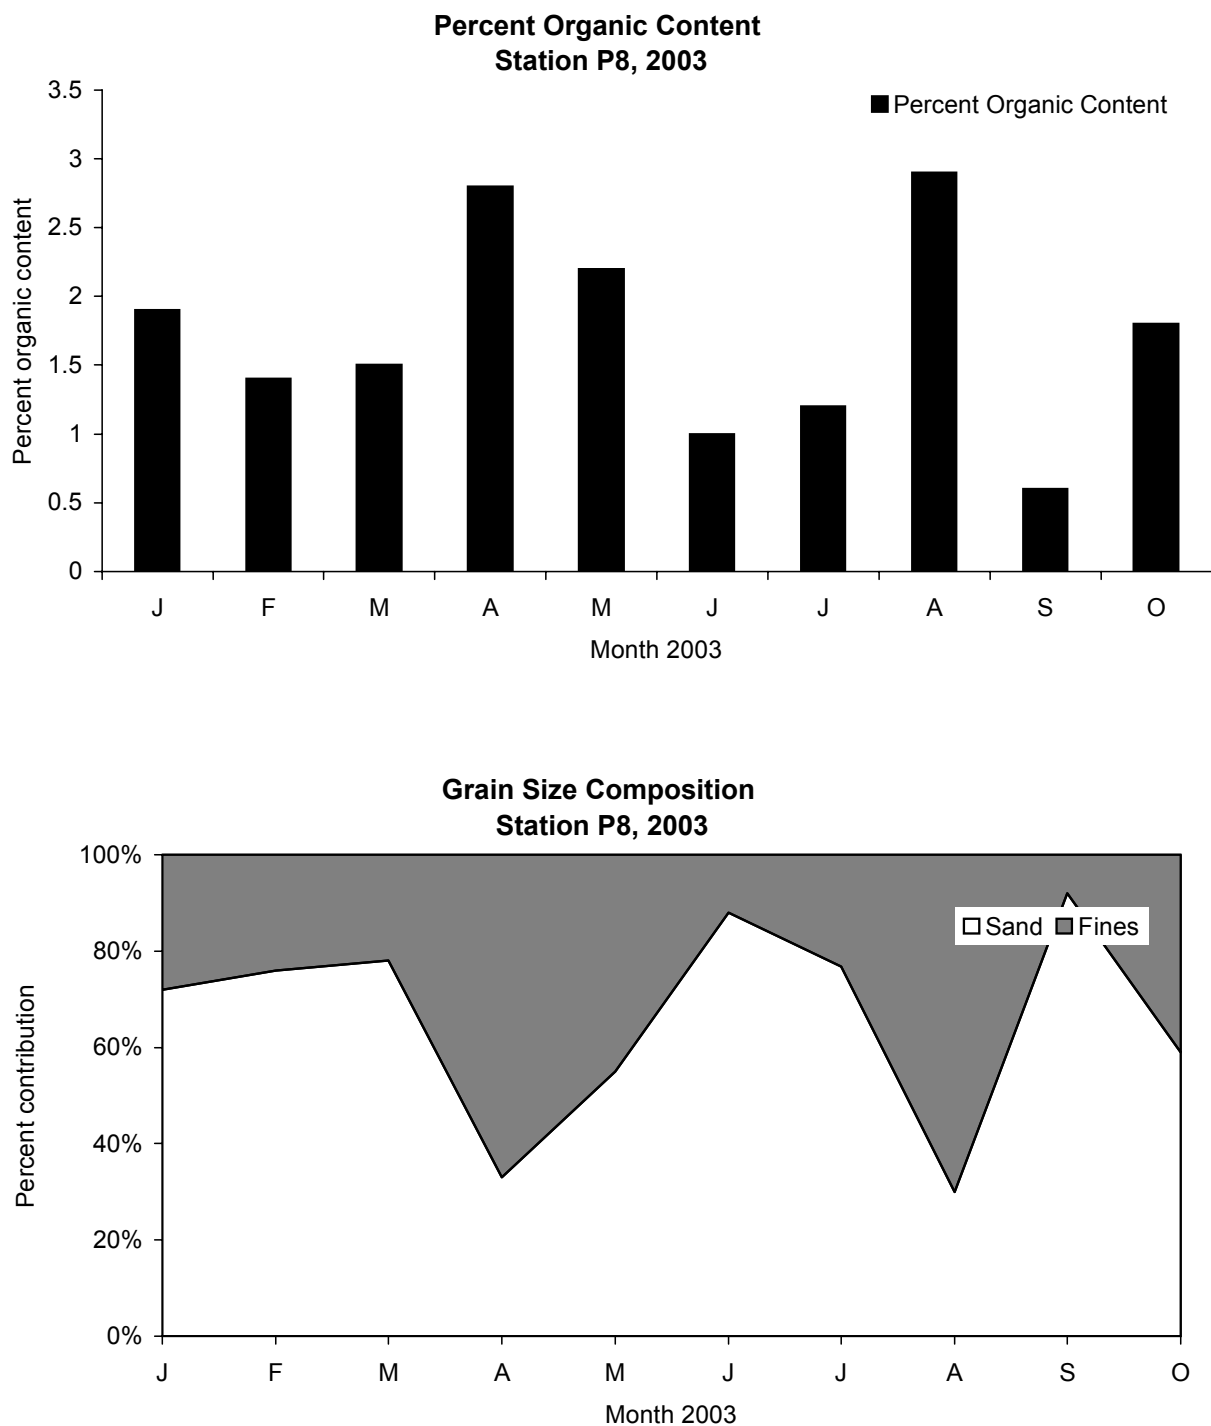 Percent Organic Content
Station P8, 2003
3.5
3
2.5
2
1.5
1
0.5
0
Percent organic content
Percent Organic Content
J F M A M J J A S O
Month 2003
Grain Size Composition
Station P8, 2003
100%
80%
60%
40%
20%
0%
Percent contribution
Sand Fines
J F M A M J J A S O
Month 2003